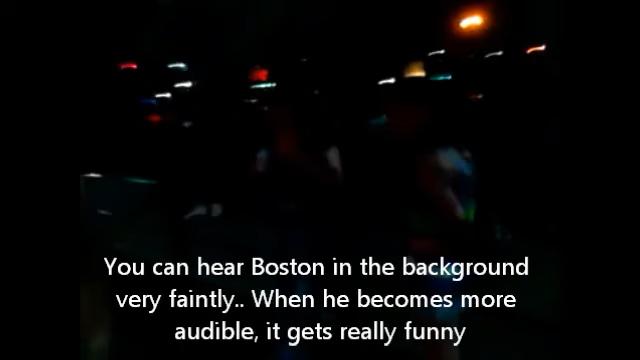 You can hear Boston in the background
very faintly.. When he becomes more
audible, it gets really funny